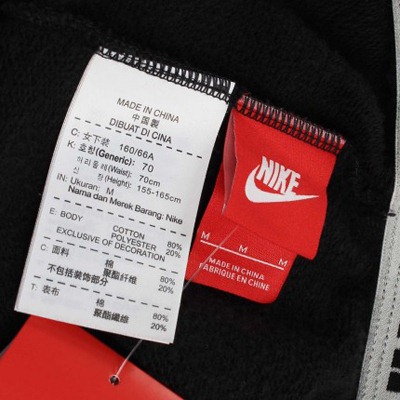 MADE IN CHINA
中国製
DIBUAT DI CINA
C: 女下装 160/66A
K: 호칭(Generic): 70
허리둘레(Waist): 70cm
신 장(Height): 155-165cm
IN: Ukuran: M
Nama dan Merek Barang: Nike
E: BODY COTTON 80%
POLYESTER 20%
EXCLUSIVE OF DECORATION
C: 面料 棉 80%
聚酯纤维 20%
不包括装饰部分
T: 表布 棉 80%
聚酯纖維 20%
NIKE
M M M M
MADE IN CHINA
FABRIQUÉ EN CHINE